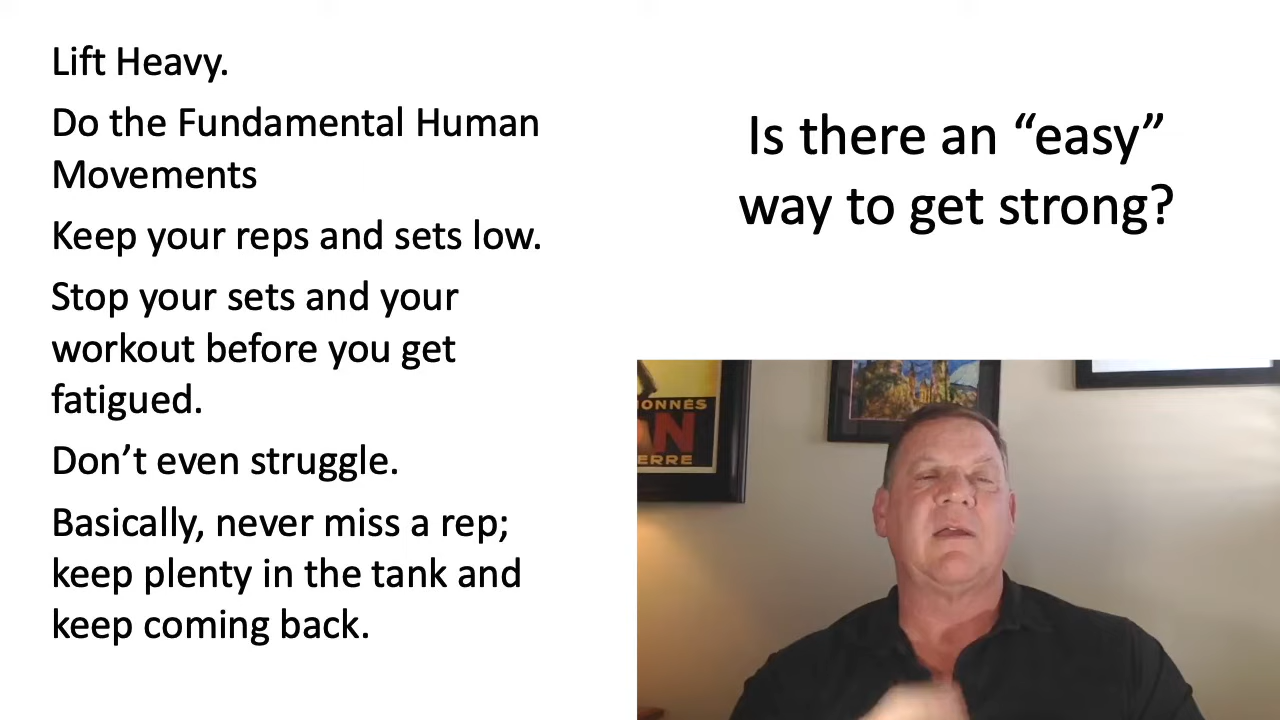 Lift Heavy.
Do the Fundamental Human
Movements
Keep your reps and sets low.
Stop your sets and your
workout before you get
fatigued.
Don’t even struggle.
Basically, never miss a rep;
keep plenty in the tank and
keep coming back.
Is there an “easy”
way to get strong?
IONNÉS
AN
ERRE